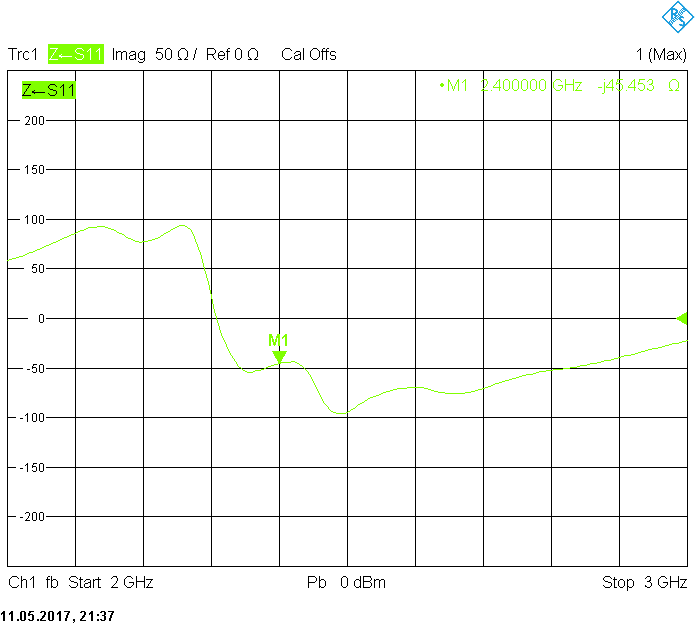 Trc1 Z←S11 Imag 50 Ω / Ref 0 Ω Cal Offs 1 (Max)
Z←S11 •M1 2.400000 GHz -j45.453 Ω
200
150
100
50
0
M1
-50
-100
-150
-200
Ch1 fb Start 2 GHz Pb 0 dBm Stop 3 GHz
11.05.2017, 21:37